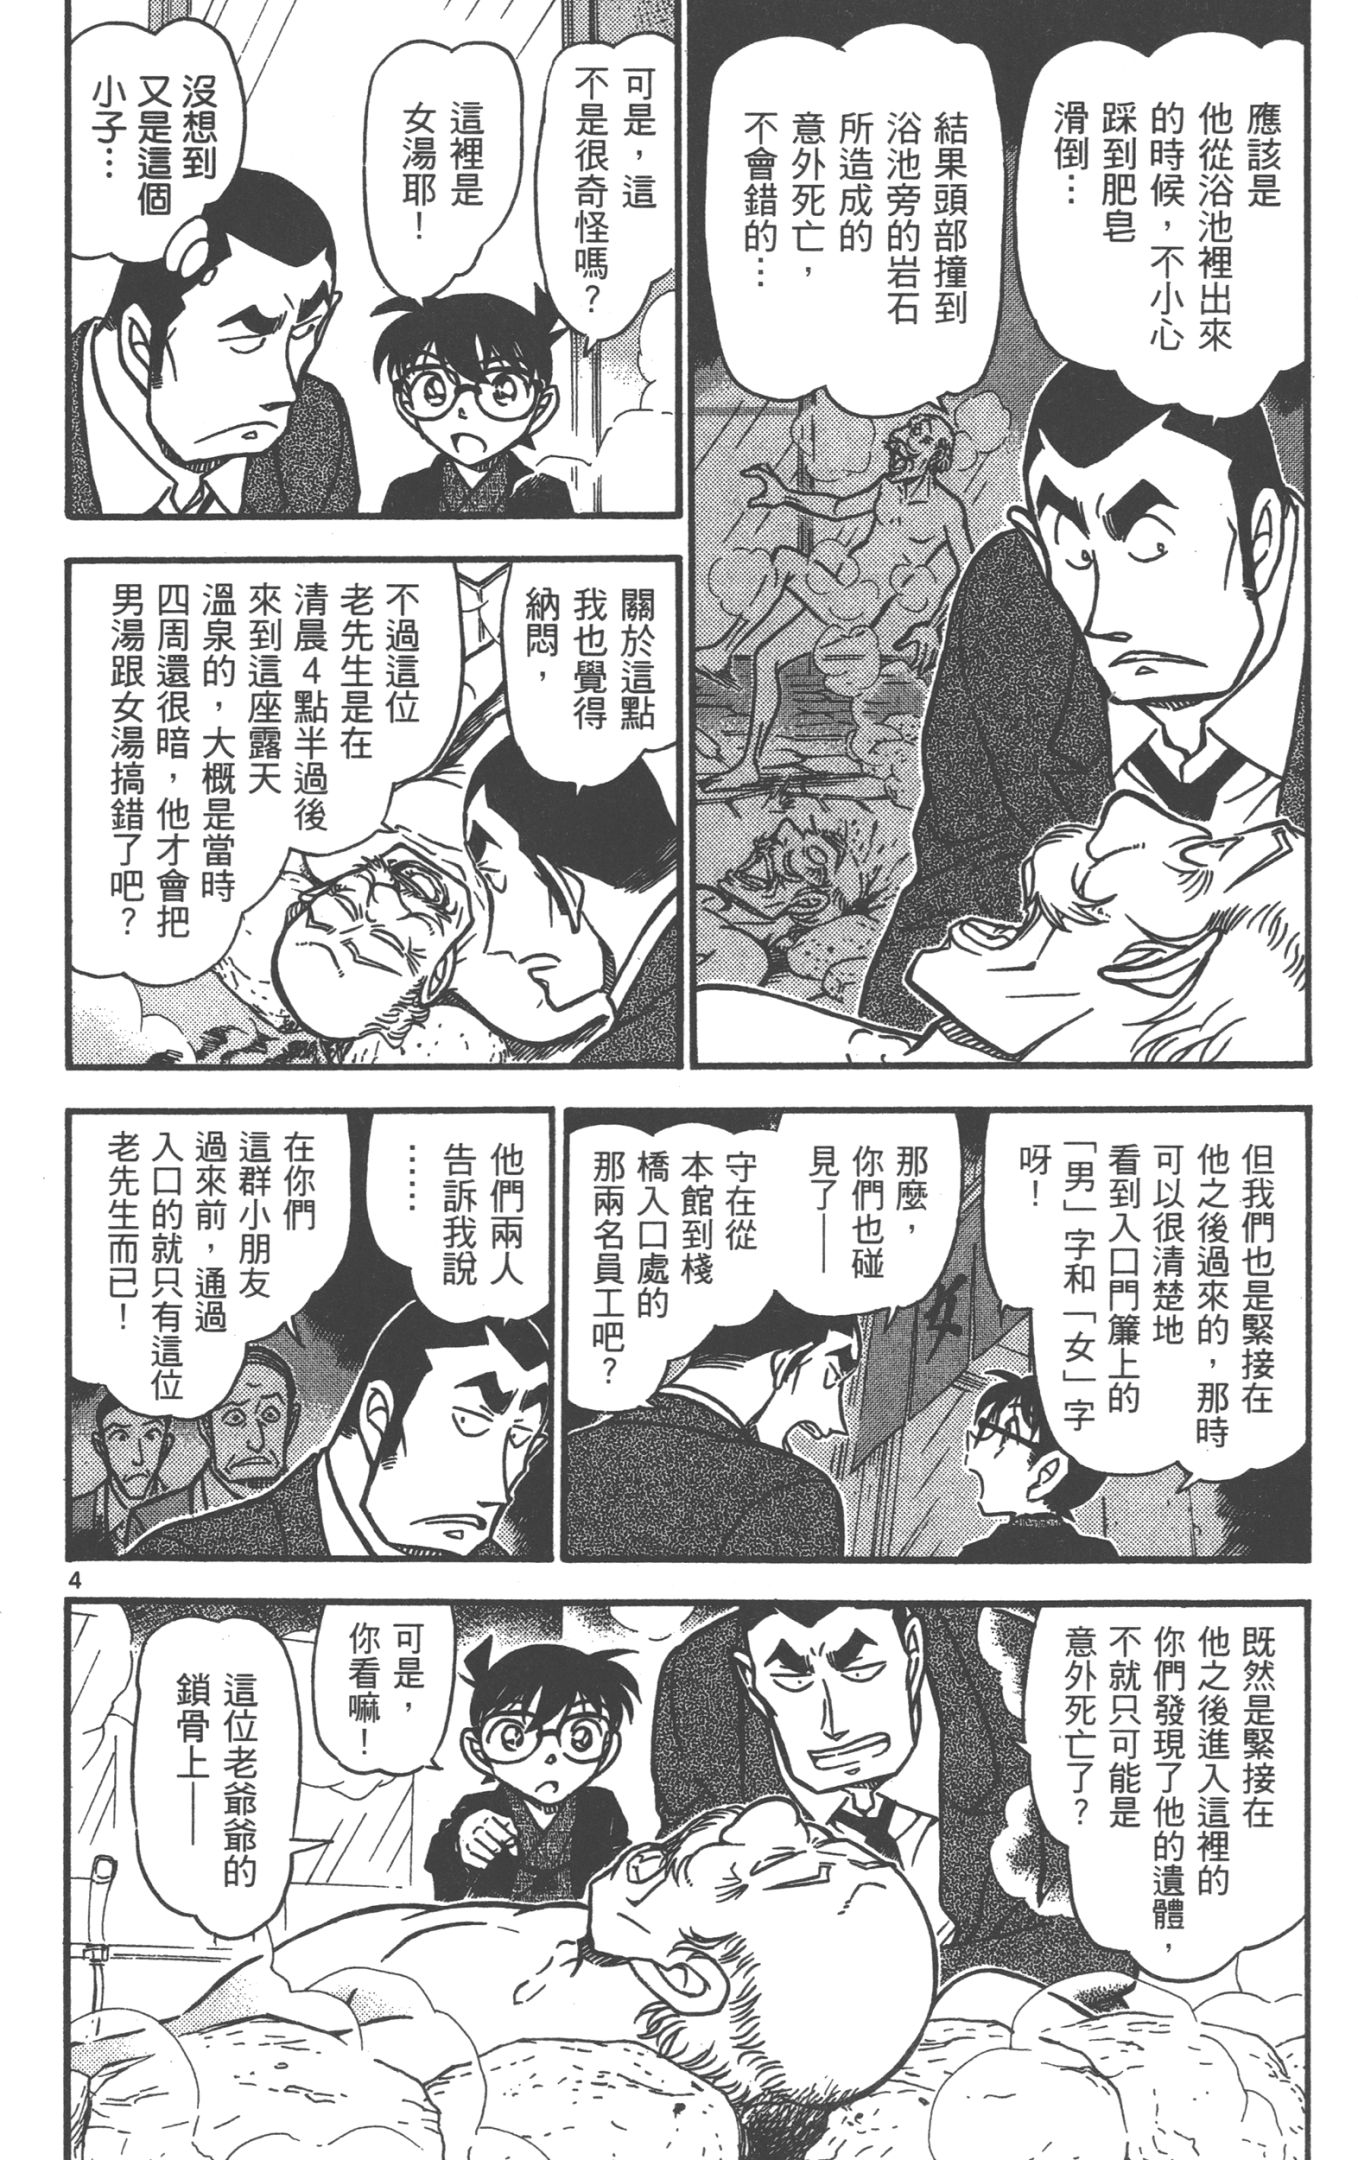 應該是
他從浴池裡出來
的時候，不小心
踩到肥皂
滑倒…
結果頭部撞到
浴池旁的岩石
所造成的
意外死亡，
不會錯的…
可是，這
不是很奇怪嗎？
這裡是
女湯耶！
沒想到
又是這個
小子…
關於這點
我也覺得
納悶，
不過這位
老先生是在
清晨4點半過後
來到這座露天
溫泉的，大概是當時
四周還很暗，他才會把
男湯跟女湯搞錯了吧？
但我們也是緊接在
他之後過來的，那時
可以很清楚地
看到入口門簾上的
「男」字和「女」字
呀！
女
那麼，
你們也碰
見了——
守在從
本館到棧
橋入口處的
那兩名員工吧？
他們兩人
告訴我說
……
在你們
這群小朋友
過來前，通過
入口的就只有這位
老先生而已！
4
既然是緊接在
他之後進入這裡的
你們發現了他的遺體，
不就只可能是
意外死亡了？
可是，
你看嘛！
這位老爺爺的
鎖骨上——